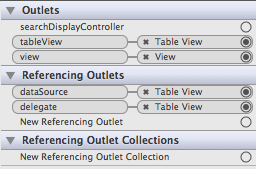 Outlets
searchDisplayController
tableView Table View
view View
Referencing Outlets
dataSource Table View
delegate Table View
New Referencing Outlet
Referencing Outlet Collections
New Referencing Outlet Collection